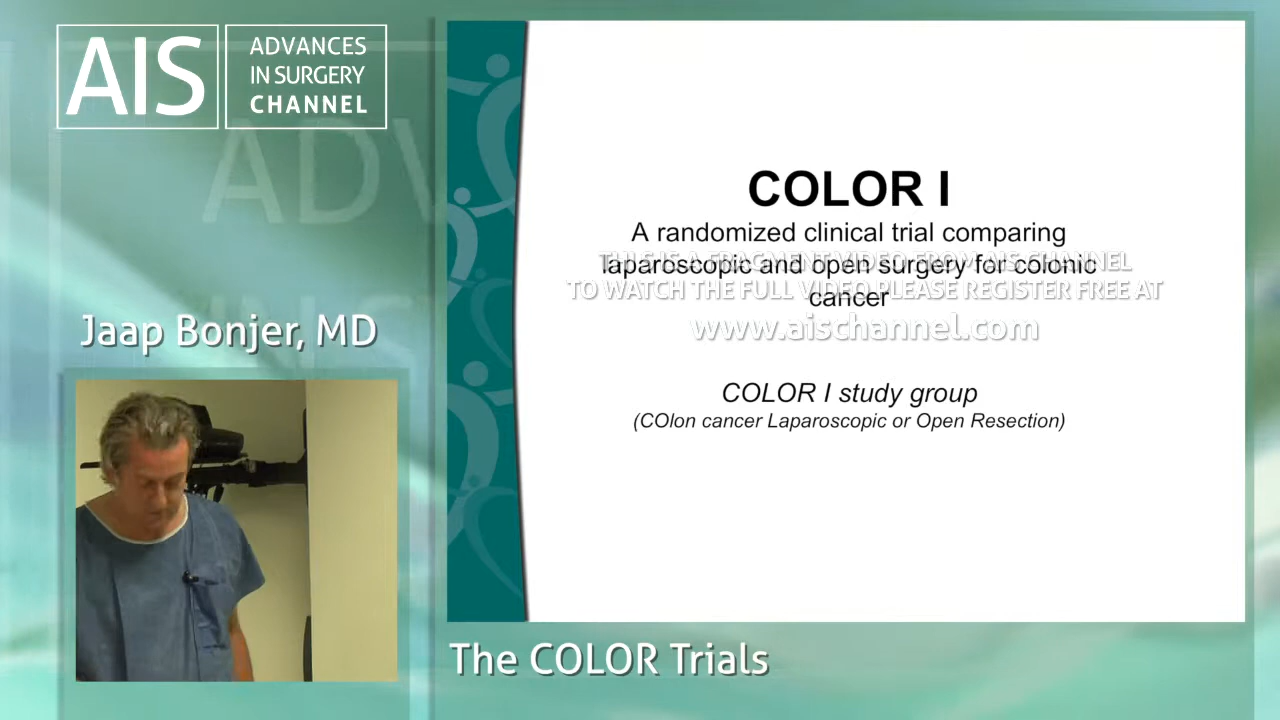 AIS
ADVANCES
IN SURGERY
CHANNEL
ADV
IN S
Jaap Bonjer, MD
COLOR I
A randomized clinical trial comparing
laparoscopic and open surgery for colonic
cancer
THIS IS A FRAGMENT VIDEO FROM AIS CHANNEL
TO WATCH THE FULL VIDEO PLEASE REGISTER FREE AT
www.aischannel.com
COLOR I study group
(COlon cancer Laparoscopic or Open Resection)
The COLOR Trials